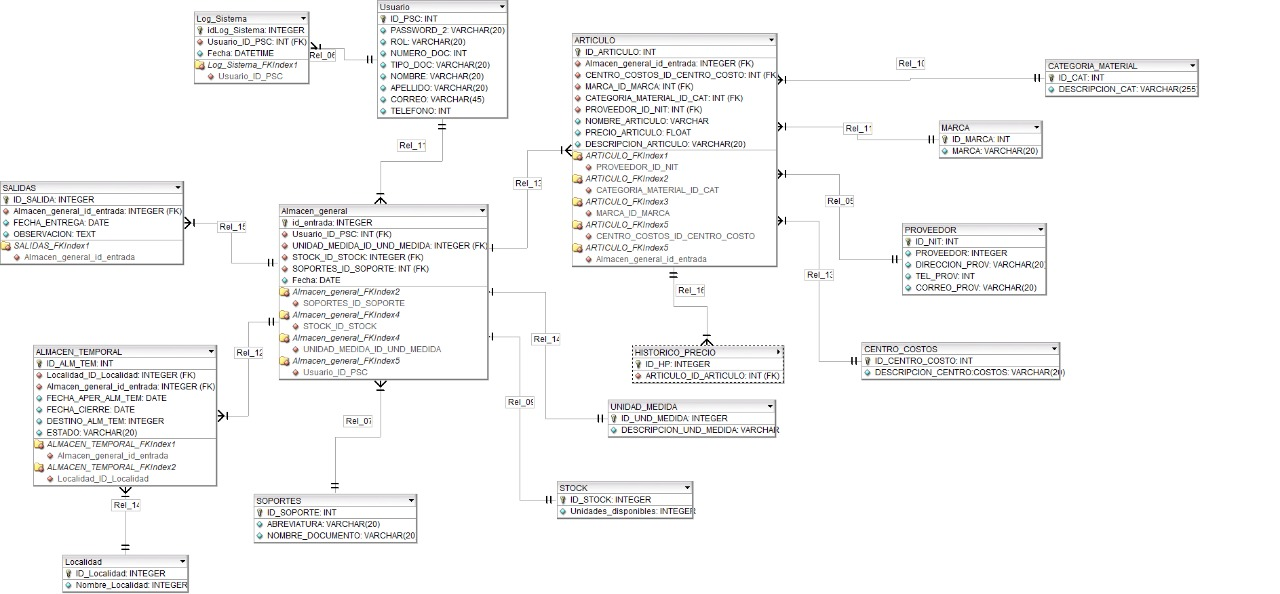 Log_Sistema
idLog_Sistema: INTEGER
Usuario_ID_PSC: INT (FK)
Fecha: DATETIME
Log_Sistema_FKIndex1
Usuario_ID_PSC
Rel_06
Usuario
ID_PSC: INT
PASSWORD_2: VARCHAR(20)
ROL: VARCHAR(20)
NUMERO_DOC: INT
TIPO_DOC: VARCHAR(20)
NOMBRE: VARCHAR(20)
APELLIDO: VARCHAR(20)
CORREO: VARCHAR(45)
TELEFONO: INT
Rel_11
ARTICULO
ID_ARTICULO: INT
Almacen_general_id_entrada: INTEGER (FK)
CENTRO_COSTOS_ID_CENTRO_COSTO: INT (FK
MARCA_ID_MARCA: INT (FK)
CATEGORIA_MATERIAL_ID_CAT: INT (FK)
PROVEEDOR_ID_NIT: INT (FK)
NOMBRE_ARTICULO: VARCHAR
PRECIO_ARTICULO: FLOAT
DESCRIPCION_ARTICULO: VARCHAR(20)
ARTICULO_FKIndex1
PROVEEDOR_ID_NIT
ARTICULO_FKIndex2
CATEGORIA_MATERIAL_ID_CAT
ARTICULO_FKIndex3
MARCA_ID_MARCA
ARTICULO_FKIndex5
CENTRO_COSTOS_ID_CENTRO_COSTO
ARTICULO_FKIndex5
Almacen_general_id_entrada
Rel_10
CATEGORIA_MATERIAL
ID_CAT: INT
DESCRIPCION_CAT: VARCHAR(255
Rel_11
MARCA
ID_MARCA: INT
MARCA: VARCHAR(20)
Rel_05
PROVEEDOR
ID_NIT: INT
PROVEEDOR: INTEGER
DIRECCION_PROV: VARCHAR(20
TEL_PROV: INT
CORREO_PROV: VARCHAR(20)
Rel_13
CENTRO_COSTOS
ID_CENTRO_COSTO: INT
DESCRIPCION_CENTRO:COSTOS: VARCHAR(20)
Rel_13
SALIDAS
ID_SALIDA: INTEGER
Almacen_general_id_entrada: INTEGER (FK)
FECHA_ENTREGA: DATE
OBSERVACION: TEXT
SALIDAS_FKIndex1
Almacen_general_id_entrada
Rel_15
Almacen_general
id_entrada: INTEGER
Usuario_ID_PSC: INT (FK)
UNIDAD_MEDIDA_ID_UND_MEDIDA: INTEGER (FK)
STOCK_ID_STOCK: INTEGER (FK)
SOPORTES_ID_SOPORTE: INT (FK)
Fecha: DATE
Almacen_general_FKIndex2
SOPORTES_ID_SOPORTE
Almacen_general_FKIndex4
STOCK_ID_STOCK
Almacen_general_FKIndex4
UNIDAD_MEDIDA_ID_UND_MEDIDA
Almacen_general_FKIndex5
Usuario_ID_PSC
Rel_16
HISTORICO_PRECIO
ID_HP: INTEGER
ARTICULO_ID_ARTICULO: INT (FK)
Rel_14
UNIDAD_MEDIDA
ID_UND_MEDIDA: INTEGER
DESCRIPCION_UND_MEDIDA: VARCHAR
Rel_09
STOCK
ID_STOCK: INTEGER
Unidades_disponibles: INTEGER
Rel_12
ALMACEN_TEMPORAL
ID_ALM_TEM: INT
Localidad_ID_Localidad: INTEGER (FK)
Almacen_general_id_entrada: INTEGER (FK)
FECHA_APER_ALM_TEM: DATE
FECHA_CIERRE: DATE
DESTINO_ALM_TEM: INTEGER
ESTADO: VARCHAR(20)
ALMACEN_TEMPORAL_FKIndex1
Almacen_general_id_entrada
ALMACEN_TEMPORAL_FKIndex2
Localidad_ID_Localidad
Rel_07
SOPORTES
ID_SOPORTE: INT
ABREVIATURA: VARCHAR(20)
NOMBRE_DOCUMENTO: VARCHAR(20
Rel_14
Localidad
ID_Localidad: INTEGER
Nombre_Localidad: INTEGER